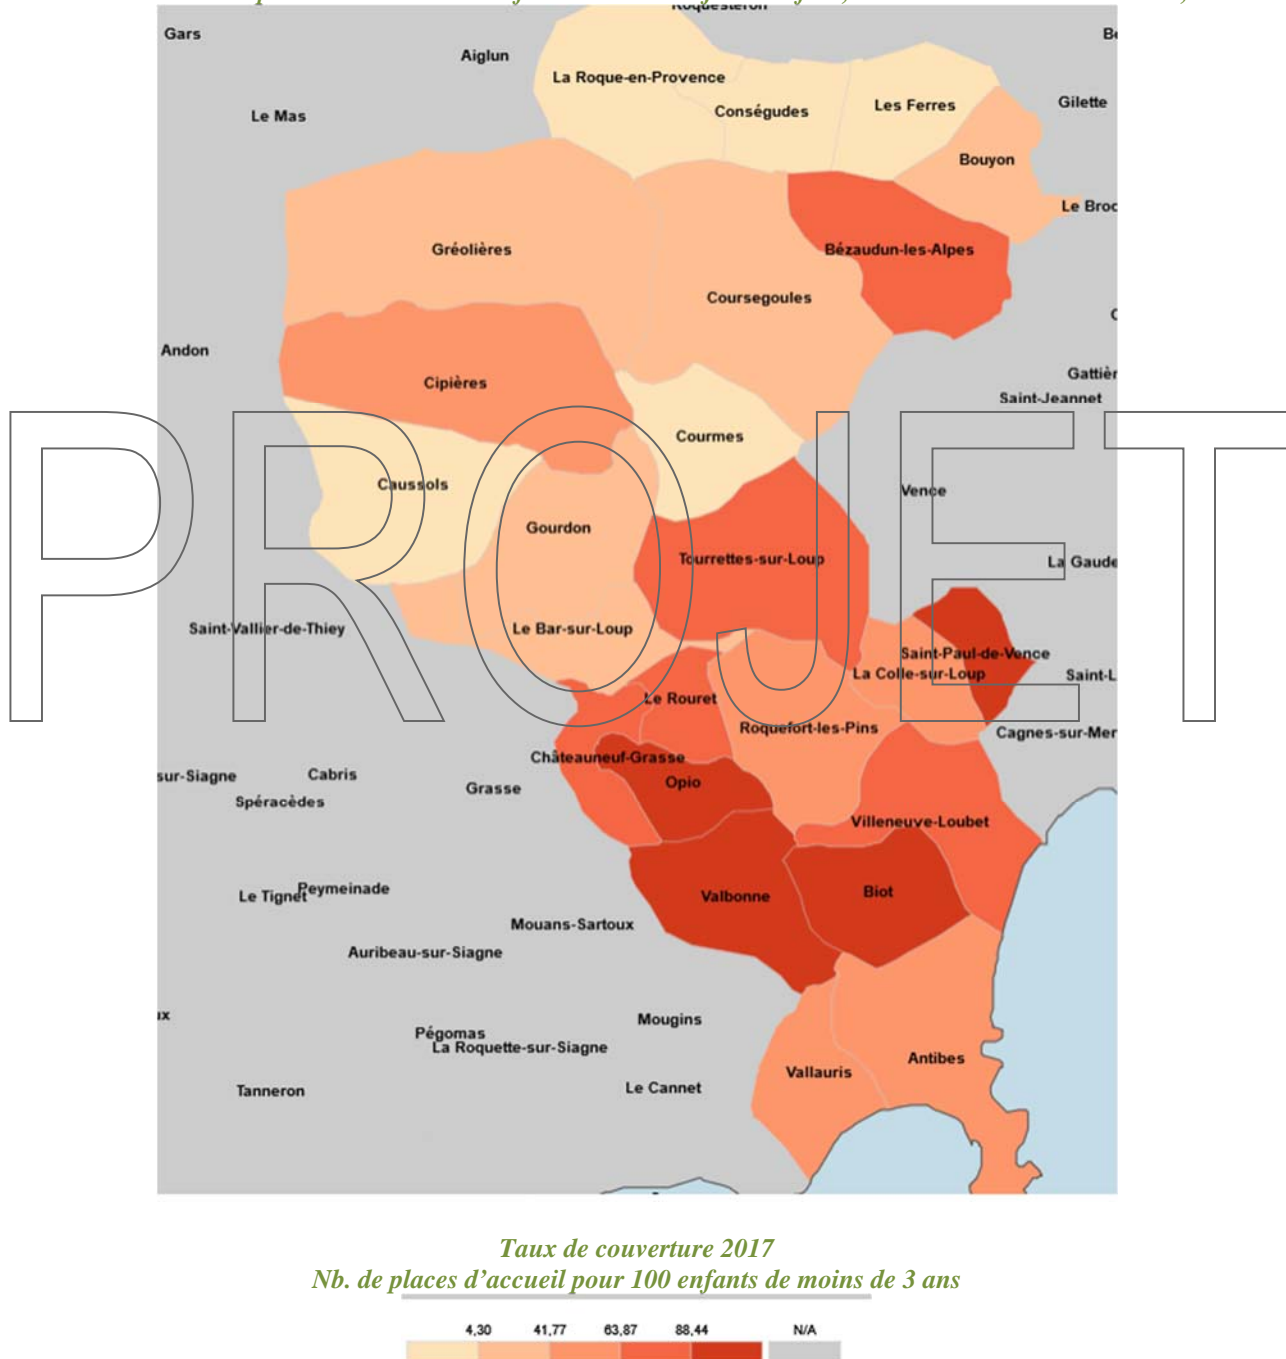 Roquesteron
Gars
Be
Aiglun
La Roque-en-Provence
Gilette
Les Ferres
Conségudes
Le Mas
Bouyon
Le Broc
Gréolières
Bézaudun-les-Alpes
Coursegoules
Andon
Gattièr
Cipières
Saint-Jeannet
Courmes
PROJET
Caussols
Vence
Gourdon
Tourrettes-sur-Loup
La Gaude
Saint-Vallier-de-Thiey
Le Bar-sur-Loup
Saint-Paul-de-Vence
La Colle-sur-Loup
Saint-L
Le Rouret
Roquefort-les-Pins
Cagnes-sur-Mer
Châteauneuf-Grasse
sur-Siagne
Cabris
Opio
Grasse
Spéracèdes
Villeneuve-Loubet
Peymeinade
Le Tignet
Valbonne
Biot
Mouans-Sartoux
Auribeau-sur-Siagne
ux
Mougins
Pégomas
La Roquette-sur-Siagne
Antibes
Vallauris
Le Cannet
Tanneron
Taux de couverture 2017
Nb. de places d’accueil pour 100 enfants de moins de 3 ans
4,30 41,77 63,87 88,44 N/A